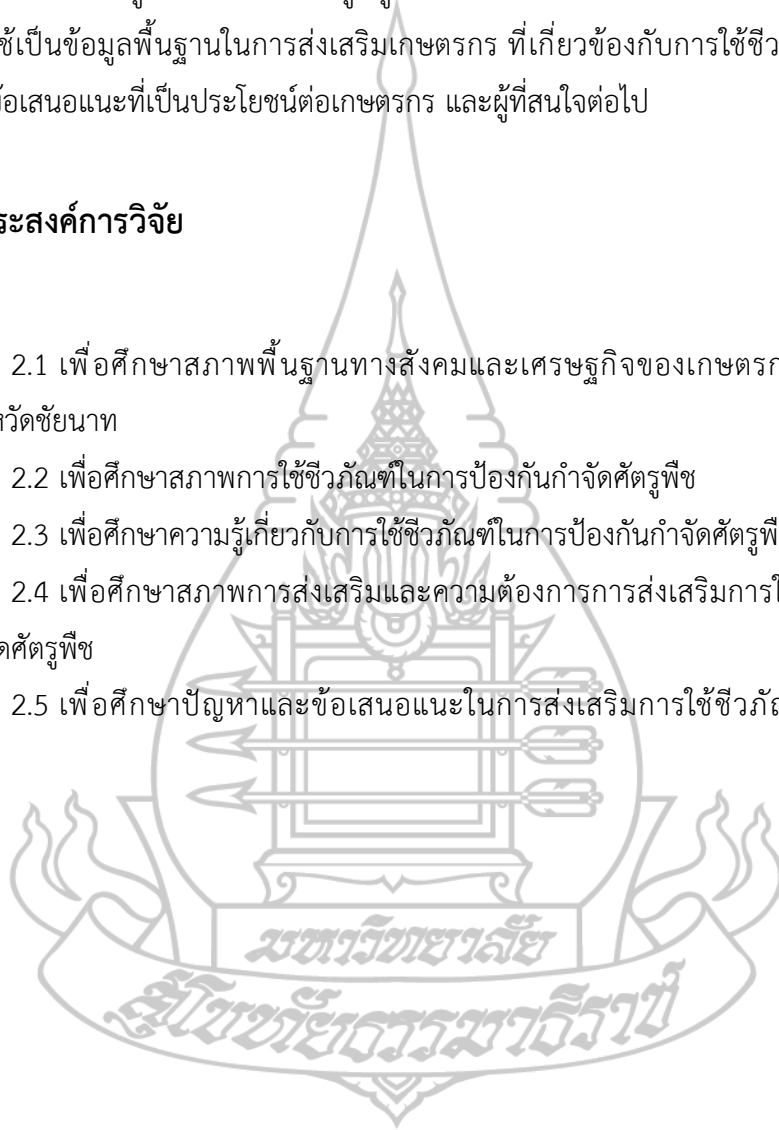 ช้เป็นข้อมูลพื้นฐานในการส่งเสริมเกษตรกร ที่เกี่ยวข้องกับการใช้ชีว
ข้อเสนอแนะที่เป็นประโยชน์ต่อเกษตรกร และผู้ที่สนใจต่อไป
ระสงค์การวิจัย
2.1 เพื่อศึกษาสภาพพื้นฐานทางสังคมและเศรษฐกิจของเกษตรก
หวัดชัยนาท
2.2 เพื่อศึกษาสภาพการใช้ชีวภัณฑ์ในการป้องกันกำจัดศัตรูพืช
2.3 เพื่อศึกษาความรู้เกี่ยวกับการใช้ชีวภัณฑ์ในการป้องกันกำจัดศัตรูพื
2.4 เพื่อศึกษาสภาพการส่งเสริมและความต้องการการส่งเสริมการใ
ดศัตรูพืช
2.5 เพื่อศึกษาปัญหาและข้อเสนอแนะในการส่งเสริมการใช้ชีวภัณ
มหาวิทยาลัย
สุโขทัยธรรมาธิราช